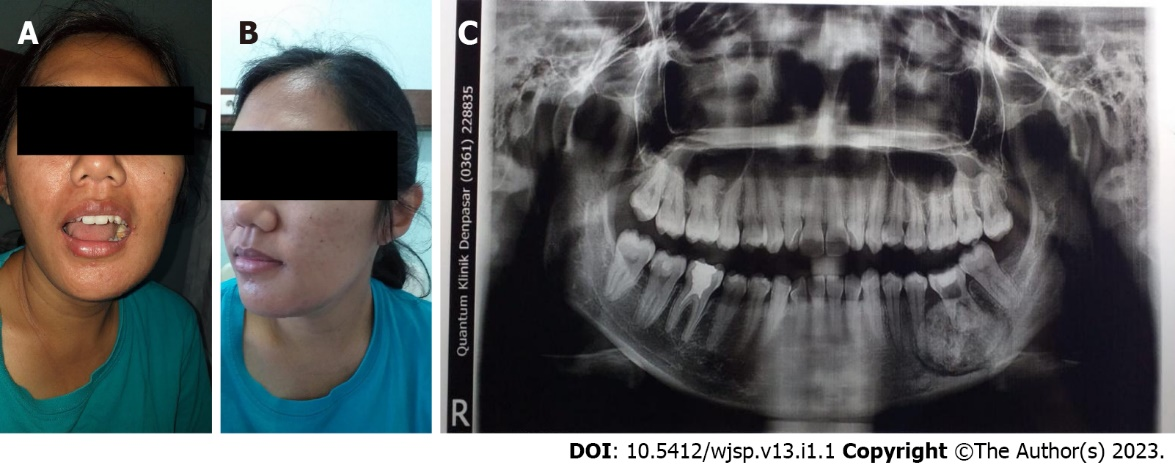 A
B
C
Quantum Klinik Denpasar (0361) 228835
R
DOI: 10.5412/wjsp.v13.i1.1 Copyright ©The Author(s) 2023.